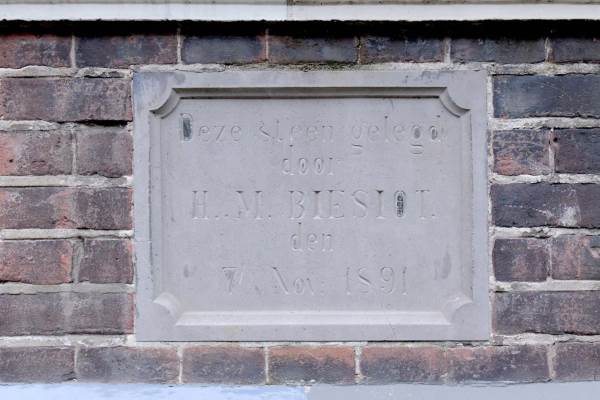 Deze steen gelegd
door
H. M. BIESIOT.
den
7 Nov. 1891